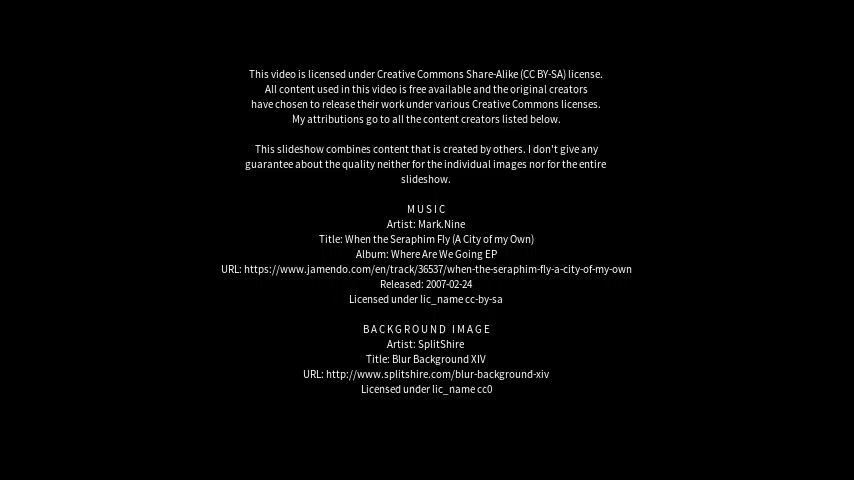 This video is licensed under Creative Commons Share-Alike (CC BY-SA) license.
All content used in this video is free available and the original creators
have chosen to release their work under various Creative Commons licenses.
My attributions go to all the content creators listed below.
This slideshow combines content that is created by others. I don't give any
guarantee about the quality neither for the individual images nor for the entire
slideshow.
MUSIC
Artist: Mark.Nine
Title: When the Seraphim Fly (A City of my Own)
Album: Where Are We Going EP
URL: https://www.jamendo.com/en/track/36537/when-the-seraphim-fly-a-city-of-my-own
Released: 2007-02-24
Licensed under lic_name cc-by-sa
BACKGROUND IMAGE
Artist: SplitShire
Title: Blur Background XIV
URL: http://www.splitshire.com/blur-background-xiv
Licensed under lic_name cc0